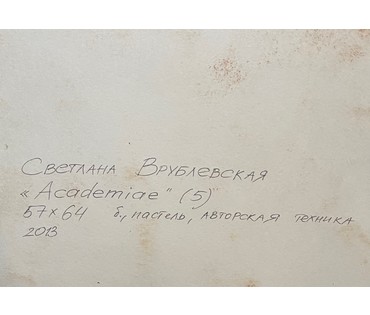 Светлана Врублевская
« Academiae " (5)
57 x 64 б., пастель, авторская техника
2013